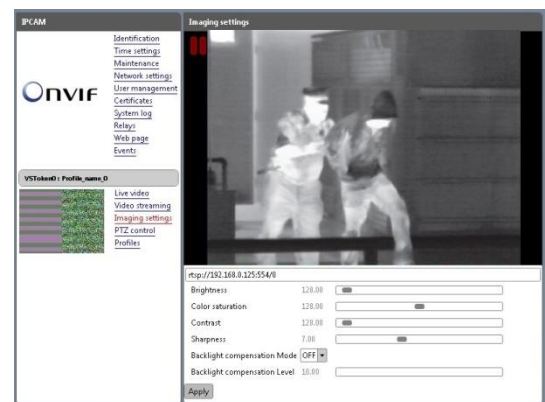 IPCAM
Identification
Time settings
Maintenance
Network settings
User management
Certificates
System log
Relays
Web page
Events
ONVIF
VSToken0 : Profile_name_0
Live video
Video streaming
Imaging settings
PTZ control
Profiles
Imaging settings
rtsp://192.168.0.125:554/0
Brightness 128.00
Color saturation 128.00
Contrast 128.00
Sharpness 7.00
Backlight compensation Mode OFF
Backlight compensation Level 10.00
Apply